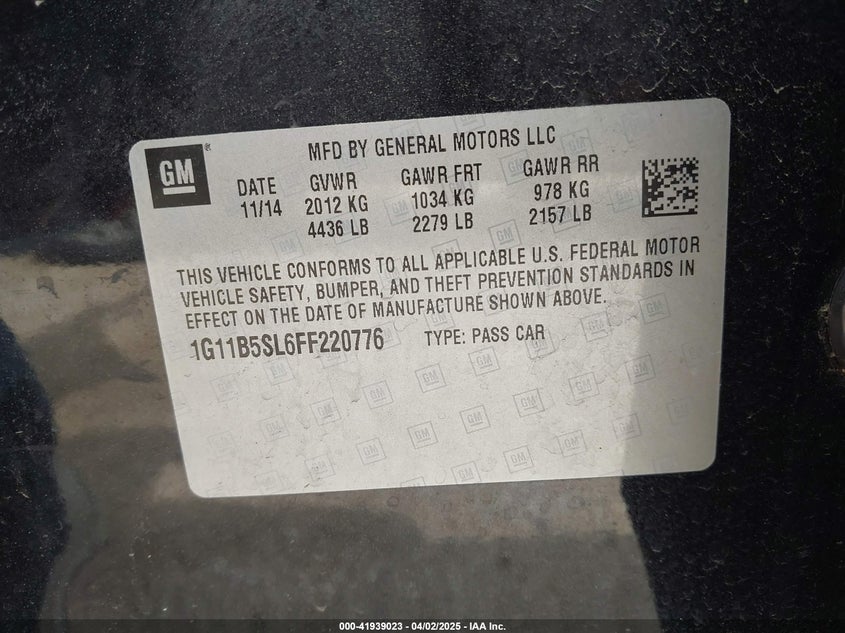 GM
MFD BY GENERAL MOTORS LLC
DATE GVWR GAWR FRT GAWR RR
11/14 2012 KG 1034 KG 978 KG
4436 LB 2279 LB 2157 LB
THIS VEHICLE CONFORMS TO ALL APPLICABLE U.S. FEDERAL MOTOR
VEHICLE SAFETY, BUMPER, AND THEFT PREVENTION STANDARDS IN
EFFECT ON THE DATE OF MANUFACTURE SHOWN ABOVE.
1G11B5SL6FF220776 TYPE: PASS CAR
000-41939023 - 04/02/2025 - IAA Inc.